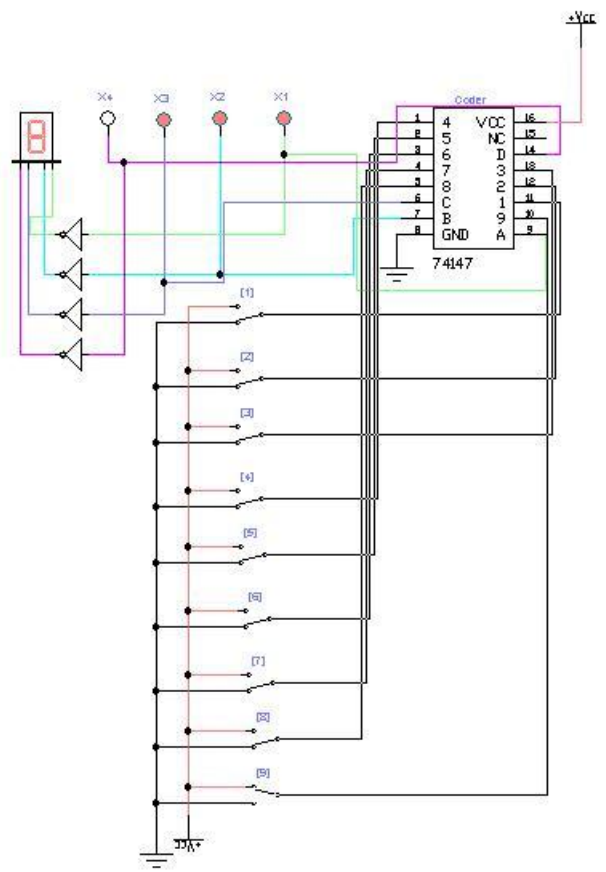 +Vcc
X4 X3 X2 X1
8
Coder
1 4 VCC 16
2 5 NC 15
3 6 D 14
4 7 3 13
5 8 2 12
6 C 1 11
7 B 9 10
8 GND A 9
74147
[1]
[2]
[3]
[4]
[5]
[6]
[7]
[8]
[9]
+Vcc